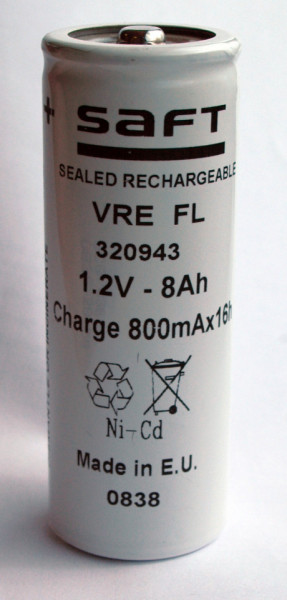 +
SAFT
SEALED RECHARGEABLE
VRE FL
320943
1.2V - 8Ah
Charge 800mAx16h
Ni-Cd
Made in E.U.
0838